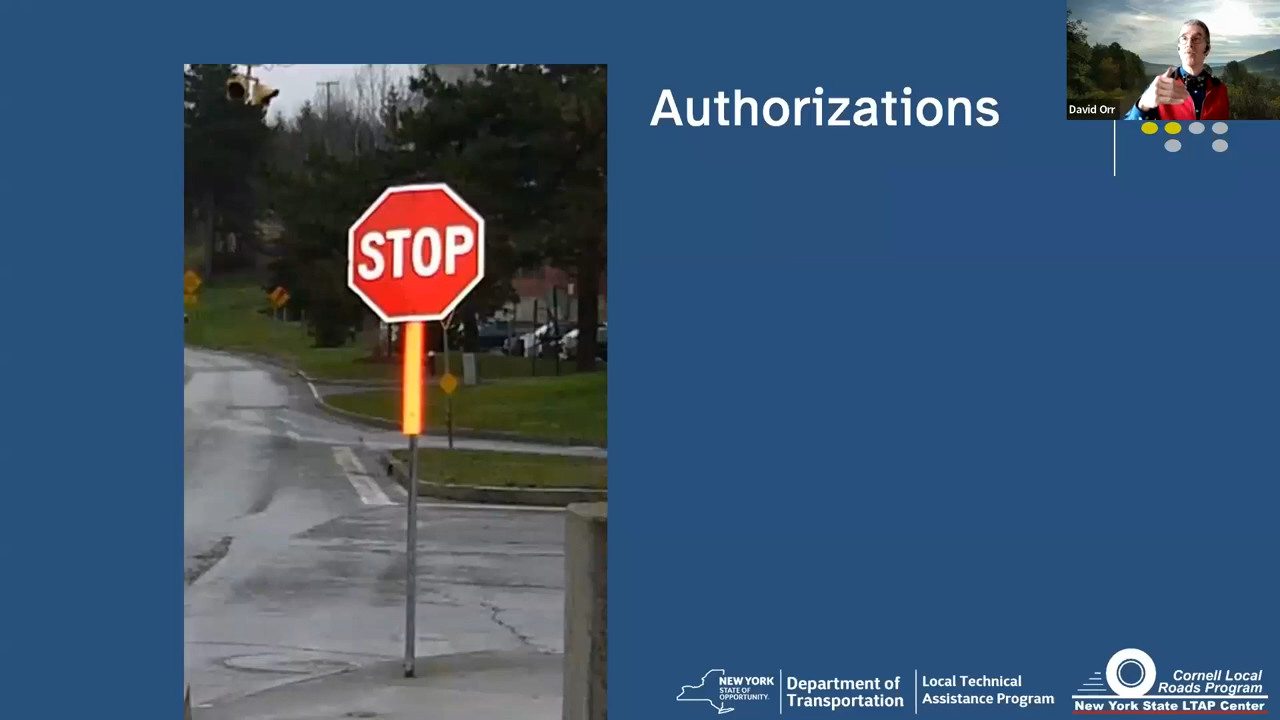 Authorizations
David Orr
STOP
NEW YORK
STATE OF
OPPORTUNITY.
Department of
Transportation
Local Technical
Assistance Program
Cornell Local
Roads Program
New York State LTAP Center